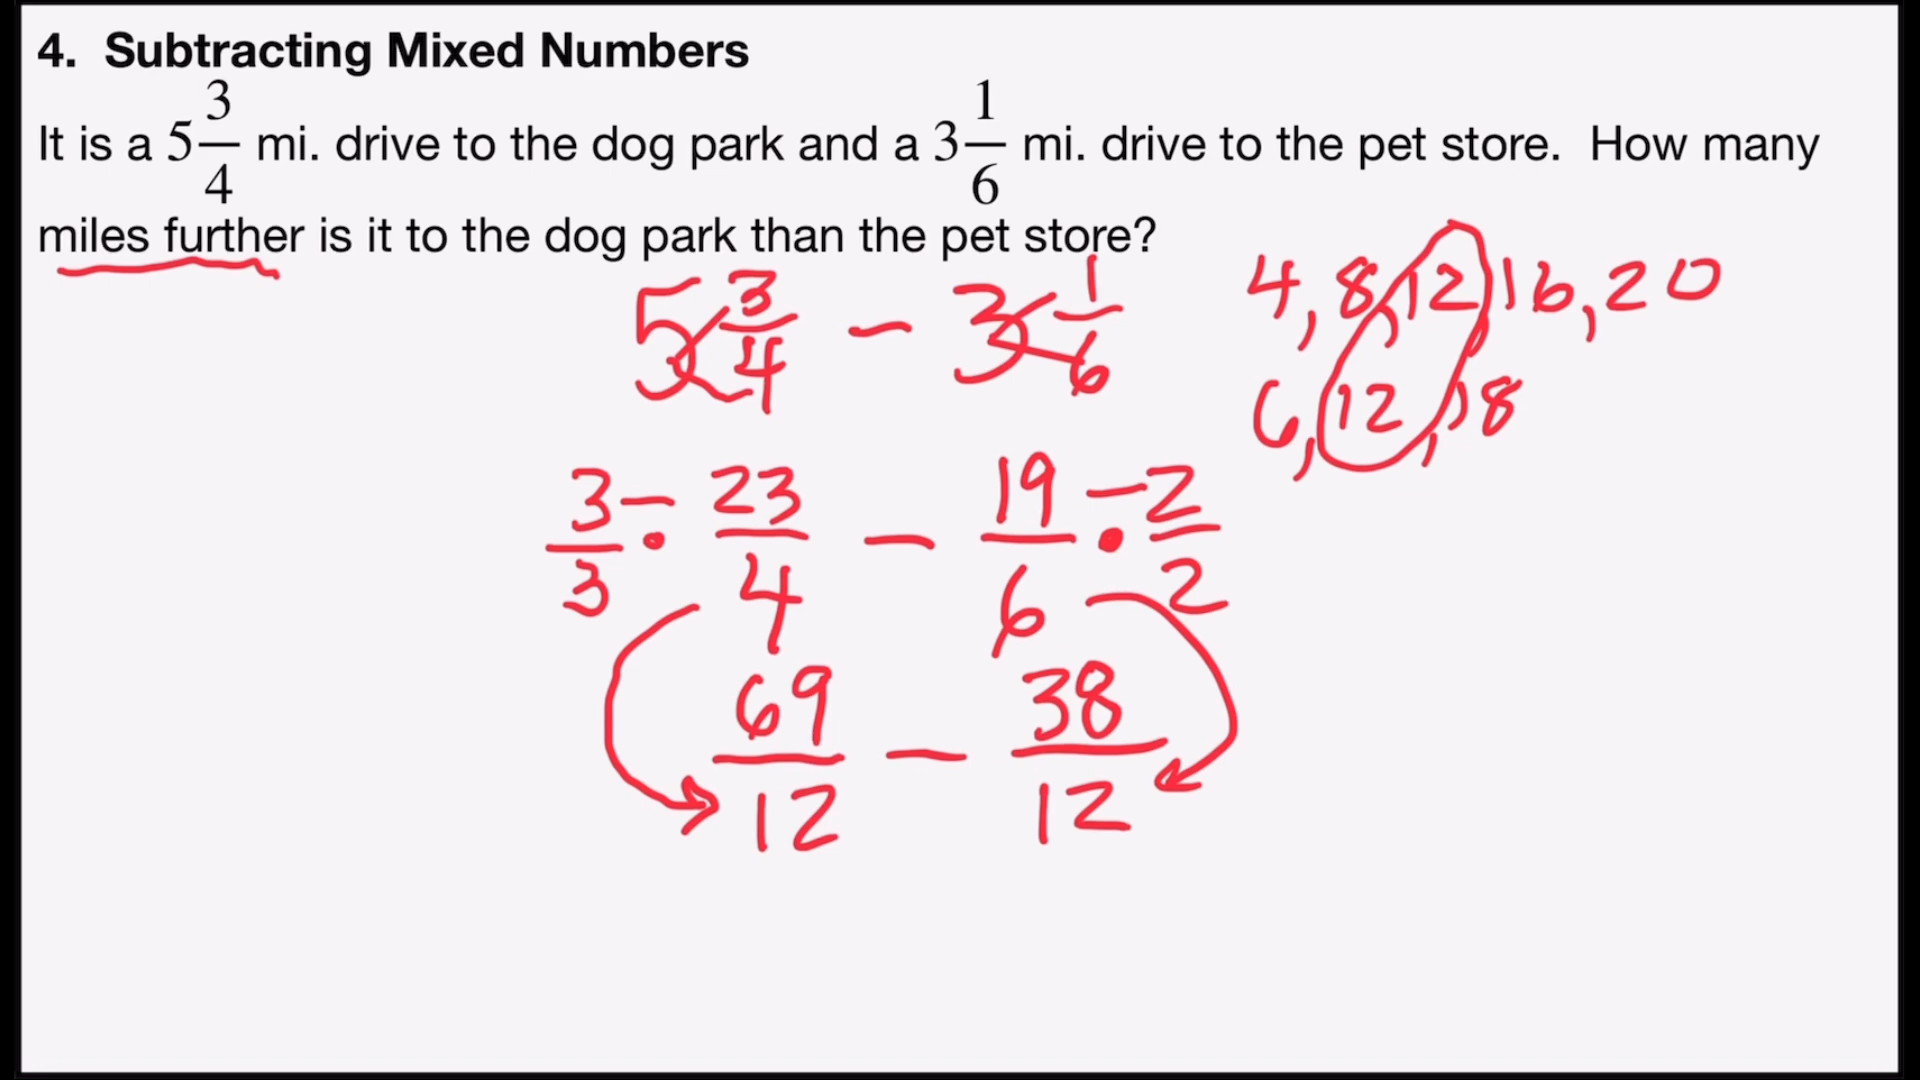 4. Subtracting Mixed Numbers
It is a 5 3/4 mi. drive to the dog park and a 3 1/6 mi. drive to the pet store. How many
miles further is it to the dog park than the pet store?
5 3/4 - 3 1/6
4, 8, 12, 16, 20
6, 12, 18
3/3 · 23/4 - 19/6 · 2/2
69/12 - 38/12